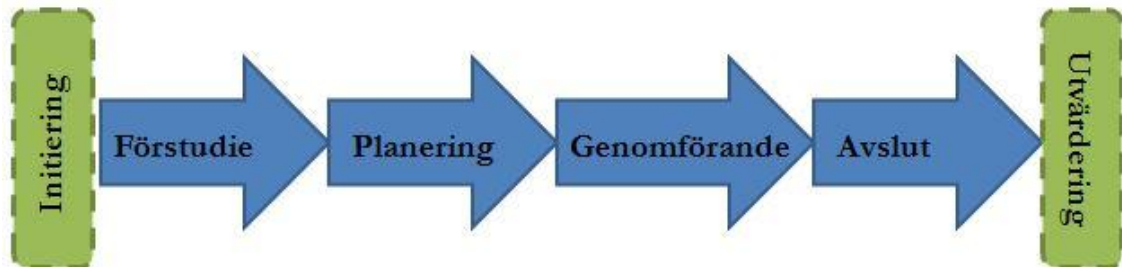 Initiering
Förstudie
Planering
Genomförande
Avslut
Utvärdering